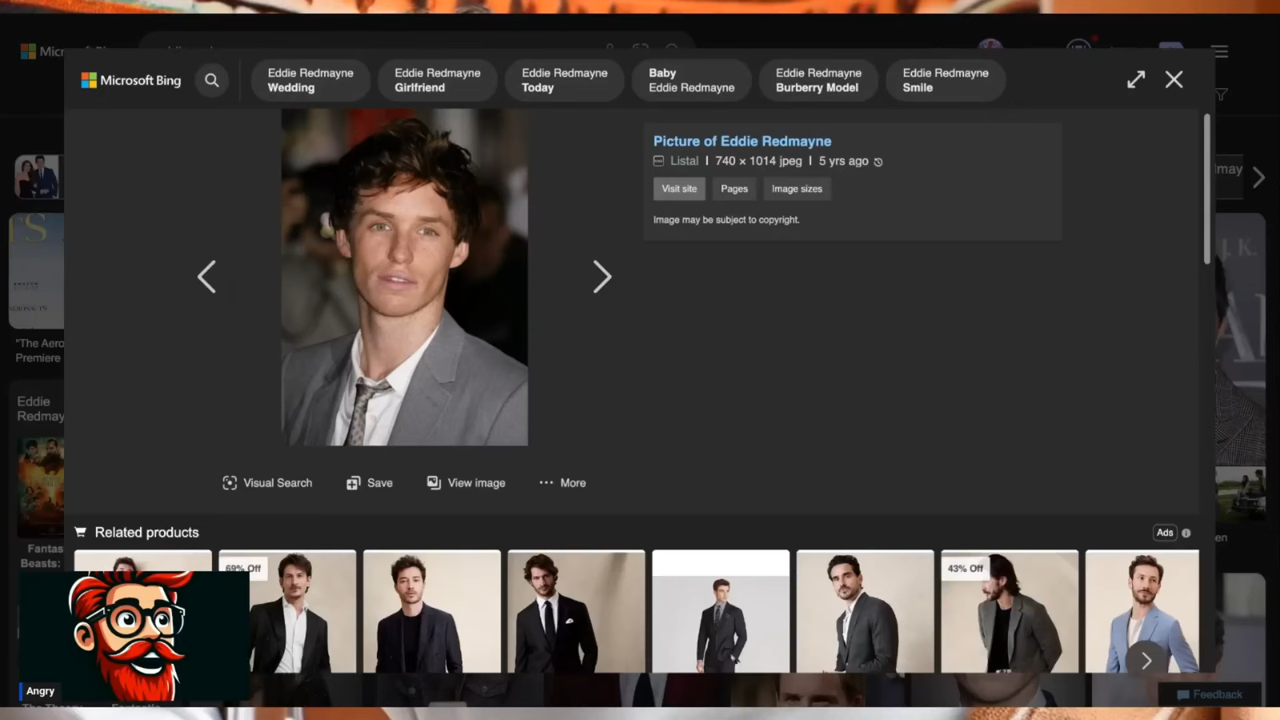 Micr
Microsoft Bing
Eddie Redmayne
Wedding
Eddie Redmayne
Girlfriend
Eddie Redmayne
Today
Baby
Eddie Redmayne
Eddie Redmayne
Burberry Model
Eddie Redmayne
Smile
Picture of Eddie Redmayne
Listal | 740 × 1014 jpeg | 5 yrs ago
Visit site
Pages
Image sizes
Image may be subject to copyright.
may
"The Aero
Premiere
Eddie
Redmay
Visual Search
Save
View image
More
Related products
Ads
Fantas
Beasts:
69% Off
43% Off
en
Angry
Feedback